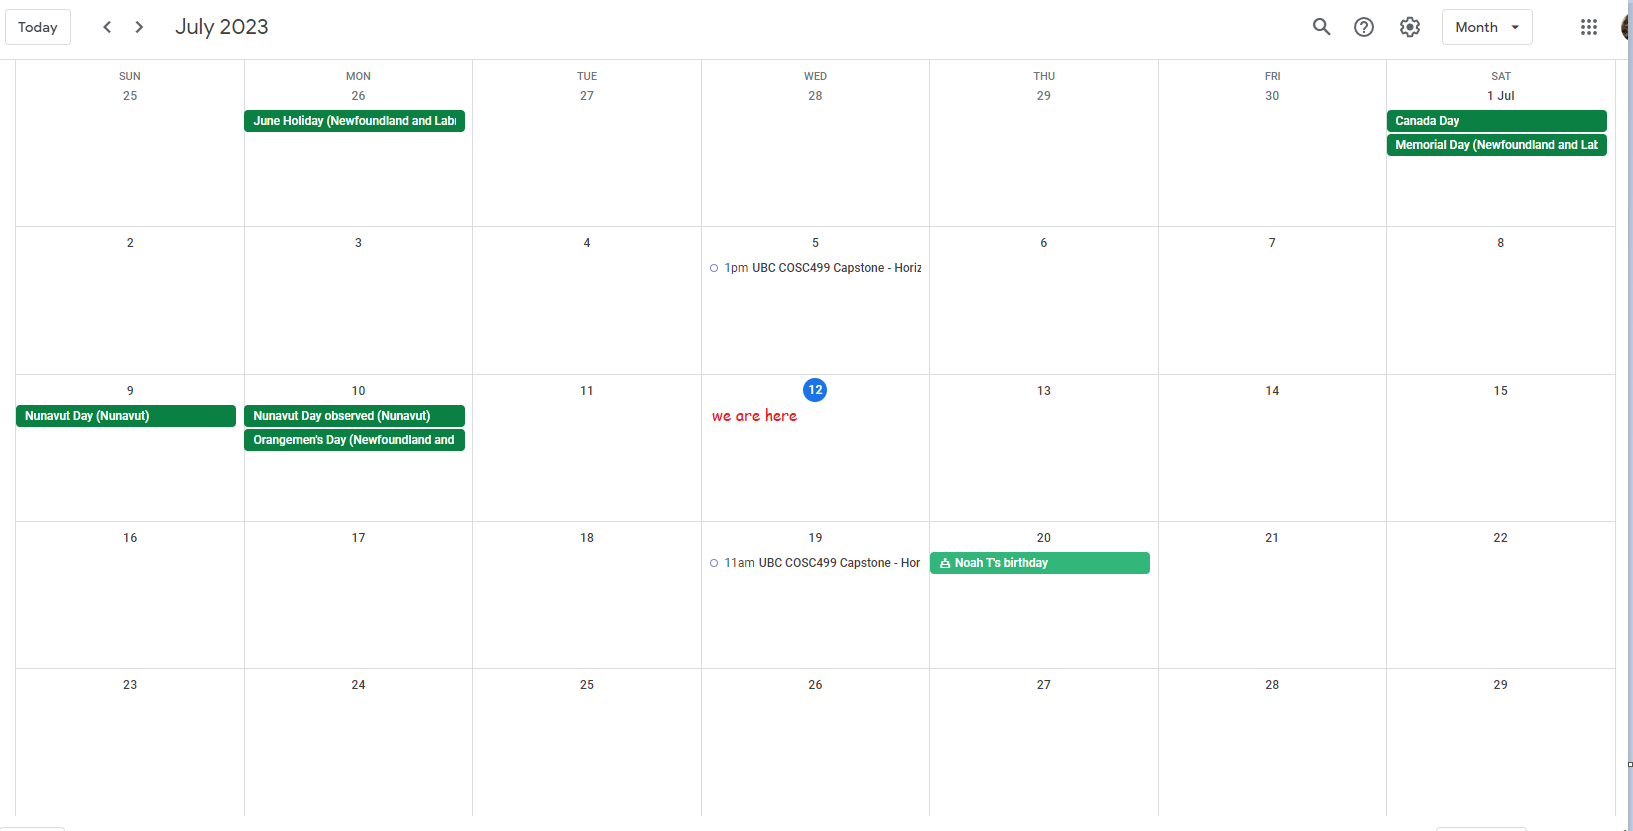 Today
July 2023
Month
SUN MON TUE WED THU FRI SAT
25 26 27 28 29 30 1 Jul
June Holiday (Newfoundland and
Canada Day
Memorial Day (Newfoundland and
2 3 4 5 6 7 8
1pm UBC COSC499 Capstone -
9 10 11 12 13 14 15
Nunavut Day (Nunavut)
Nunavut Day observed (Nunavut)
we are here
Orangemen's Day (Newfoundland and
16 17 18 19 20 21 22
11am UBC COSC499 Capstone -
Noah T's birthday
23 24 25 26 27 28 29